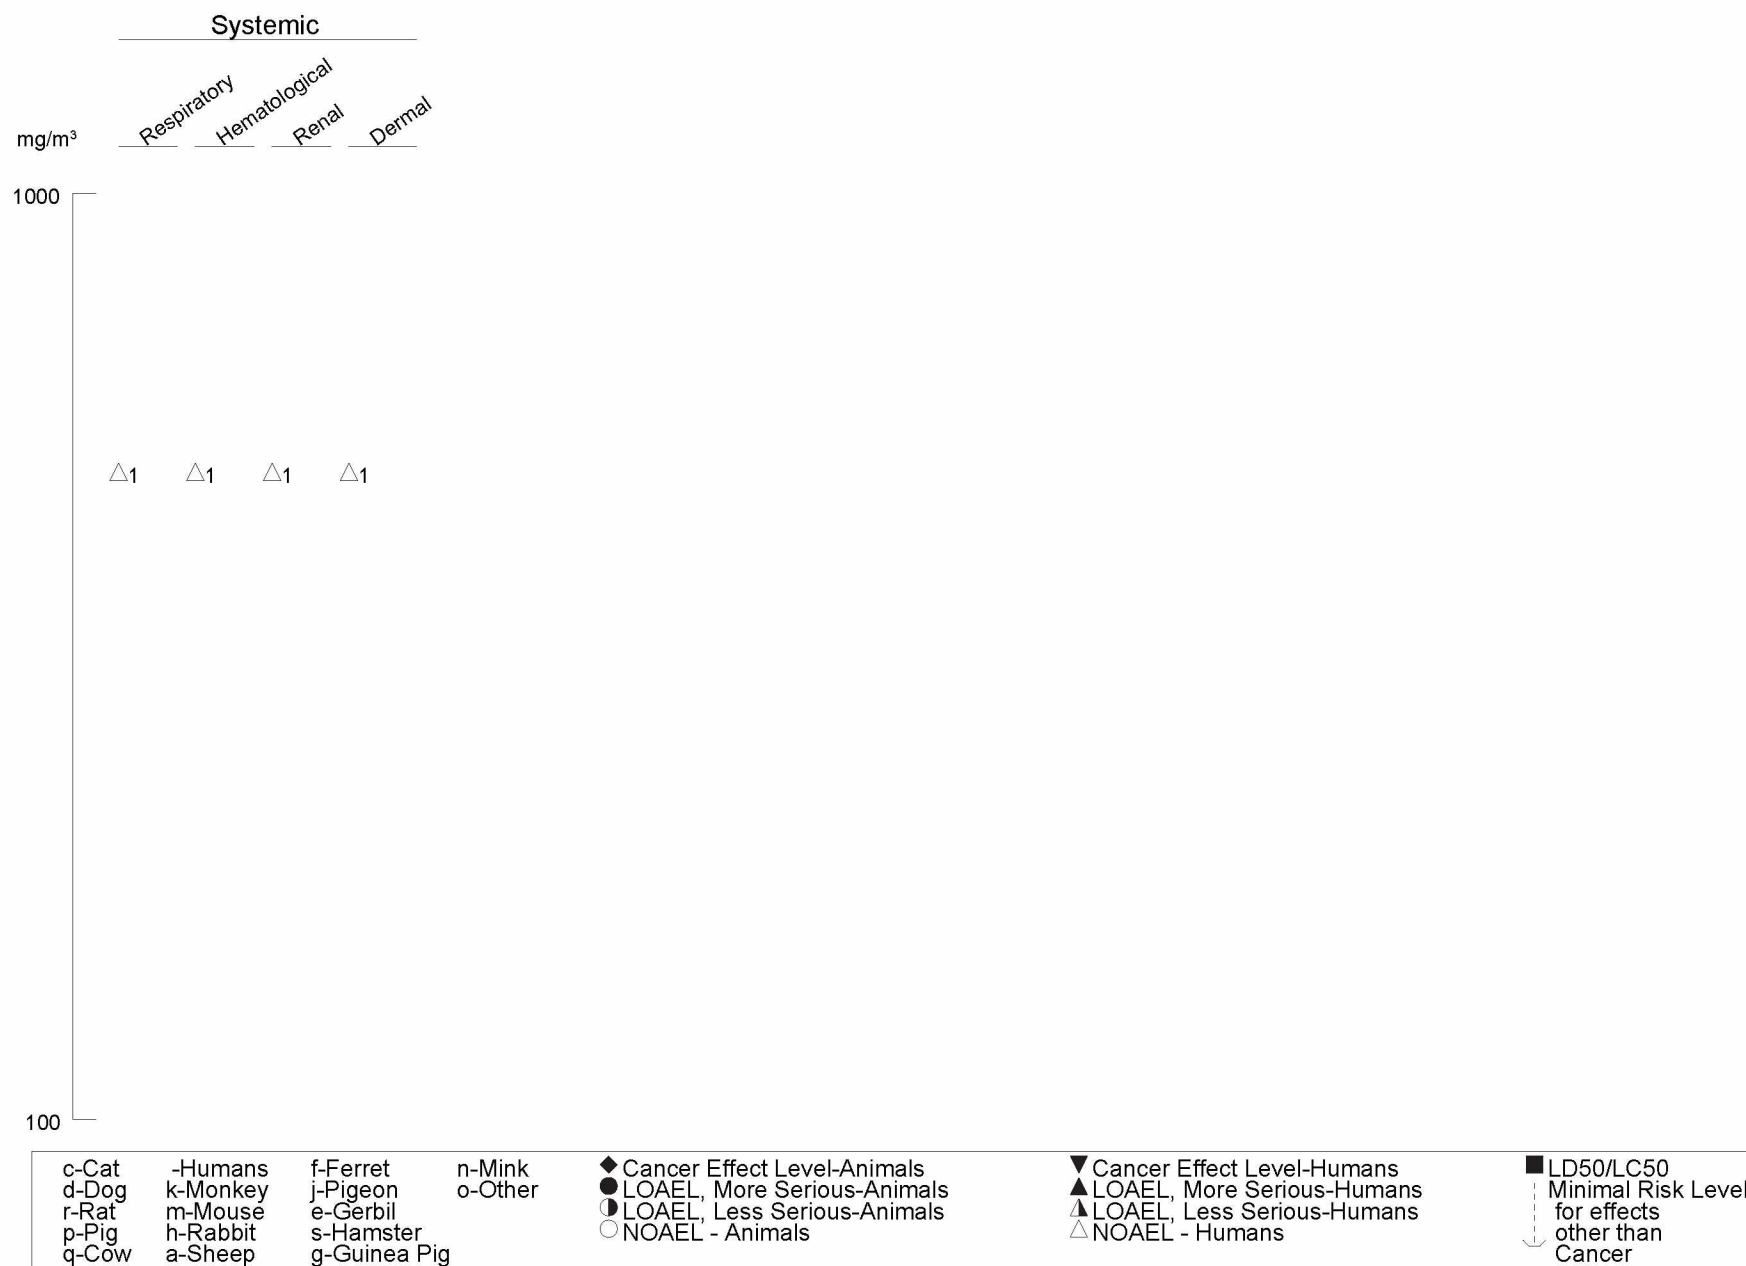 Systemic
Respiratory Hematological Renal Dermal
mg/m³
1000
△1 △1 △1 △1
100
c-Cat -Humans f-Ferret n-Mink ◆ Cancer Effect Level-Animals ▼ Cancer Effect Level-Humans ■ LD50/LC50
d-Dog k-Monkey j-Pigeon o-Other ● LOAEL, More Serious-Animals ▲ LOAEL, More Serious-Humans Minimal Risk Level
r-Rat m-Mouse e-Gerbil ◑ LOAEL, Less Serious-Animals ◮ LOAEL, Less Serious-Humans for effects
p-Pig h-Rabbit s-Hamster ○ NOAEL - Animals △ NOAEL - Humans other than
q-Cow a-Sheep g-Guinea Pig Cancer